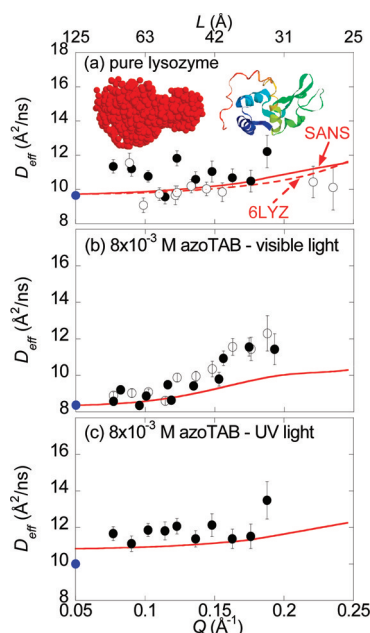 L (Å)
125 63 42 31 25
18
16
14
12
10
8
D_eff (Å²/ns)
(a) pure lysozyme
SANS
6LYZ
16
14
12
10
8
D_eff (Å²/ns)
(b) 8x10⁻³ M azoTAB - visible light
16
14
12
10
8
D_eff (Å²/ns)
(c) 8x10⁻³ M azoTAB - UV light
0.05 0.1 0.15 0.2 0.25
Q (Å⁻¹)